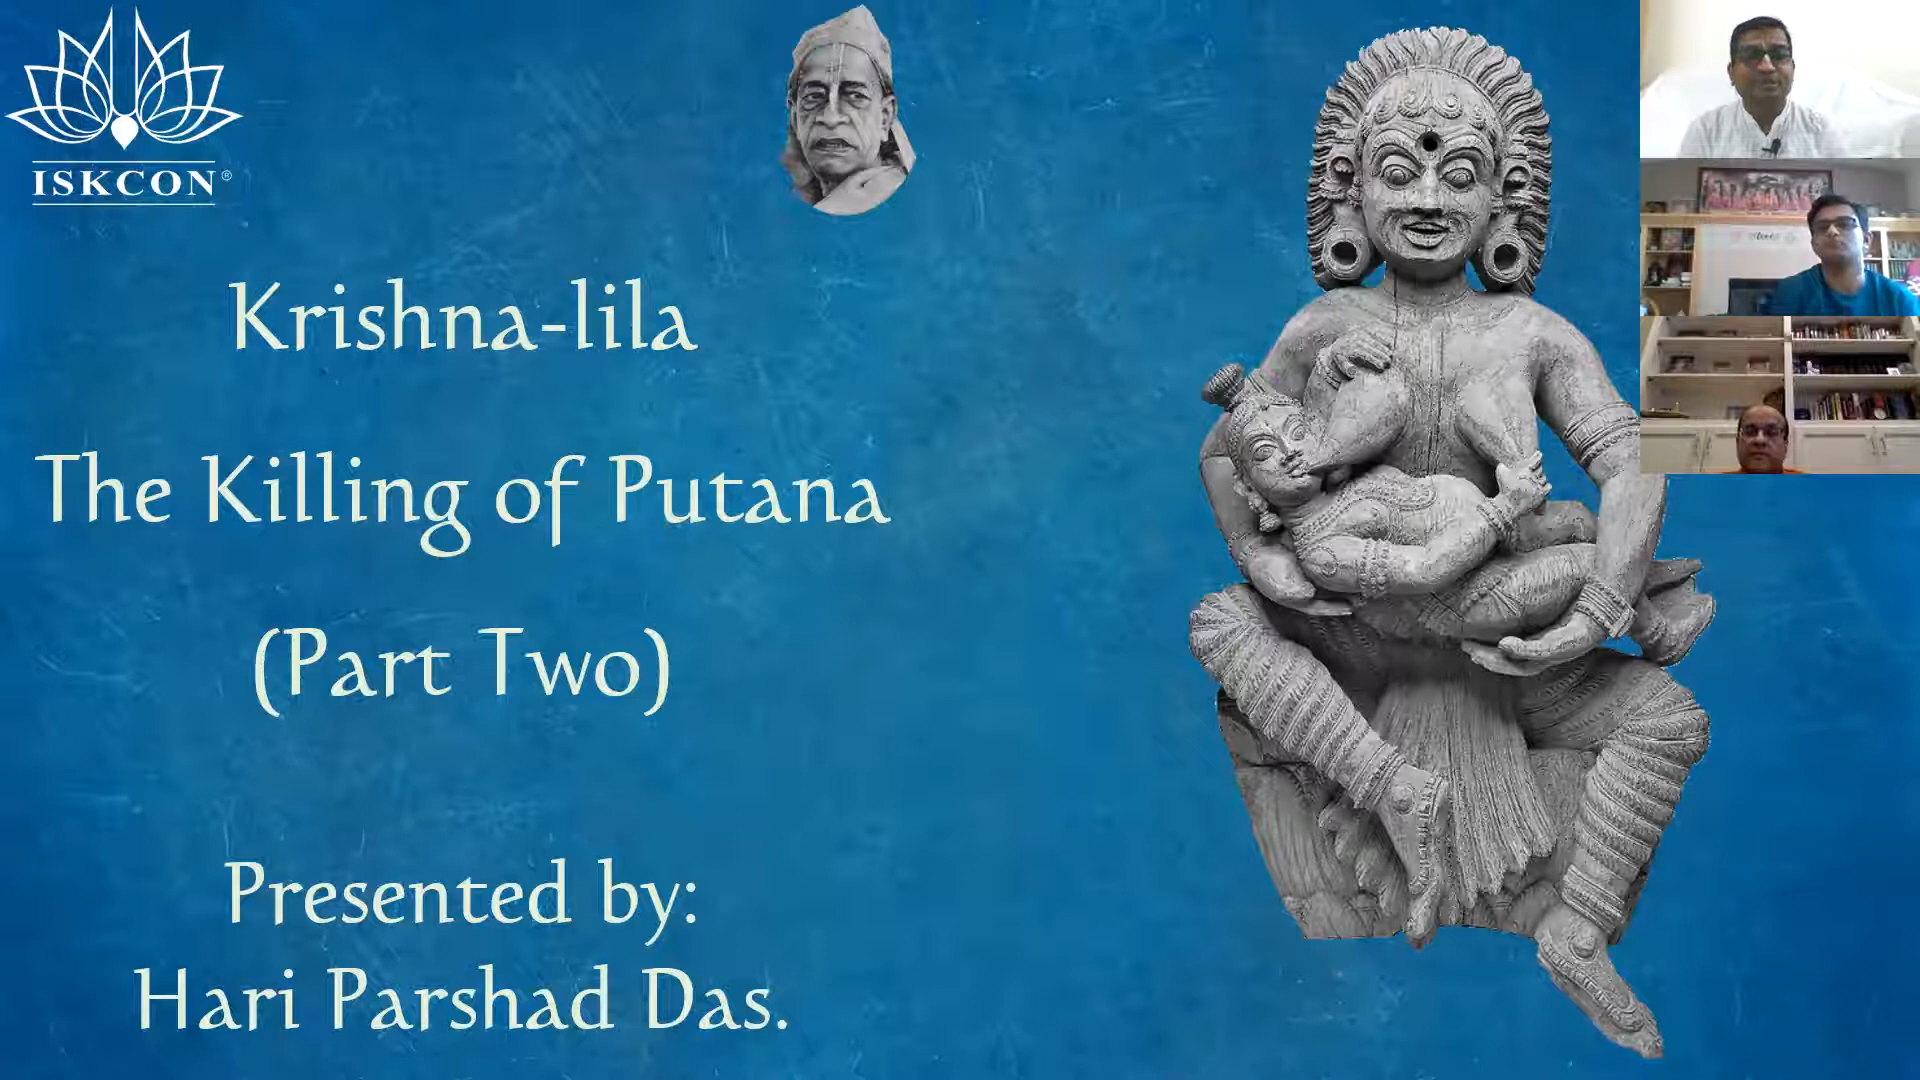 ISKCON®
Krishna-lila
The Killing of Putana
(Part Two)
Presented by:
Hari Parshad Das.